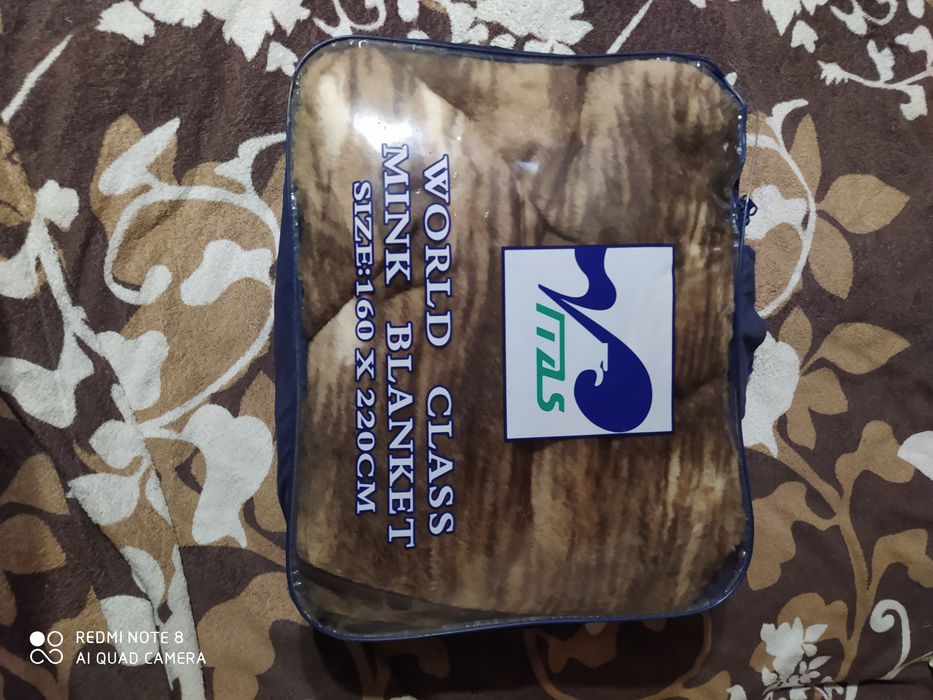 WORLD CLASS
MINK BLANKET
SIZE:160 X 220CM
REDMI NOTE 8
AI QUAD CAMERA